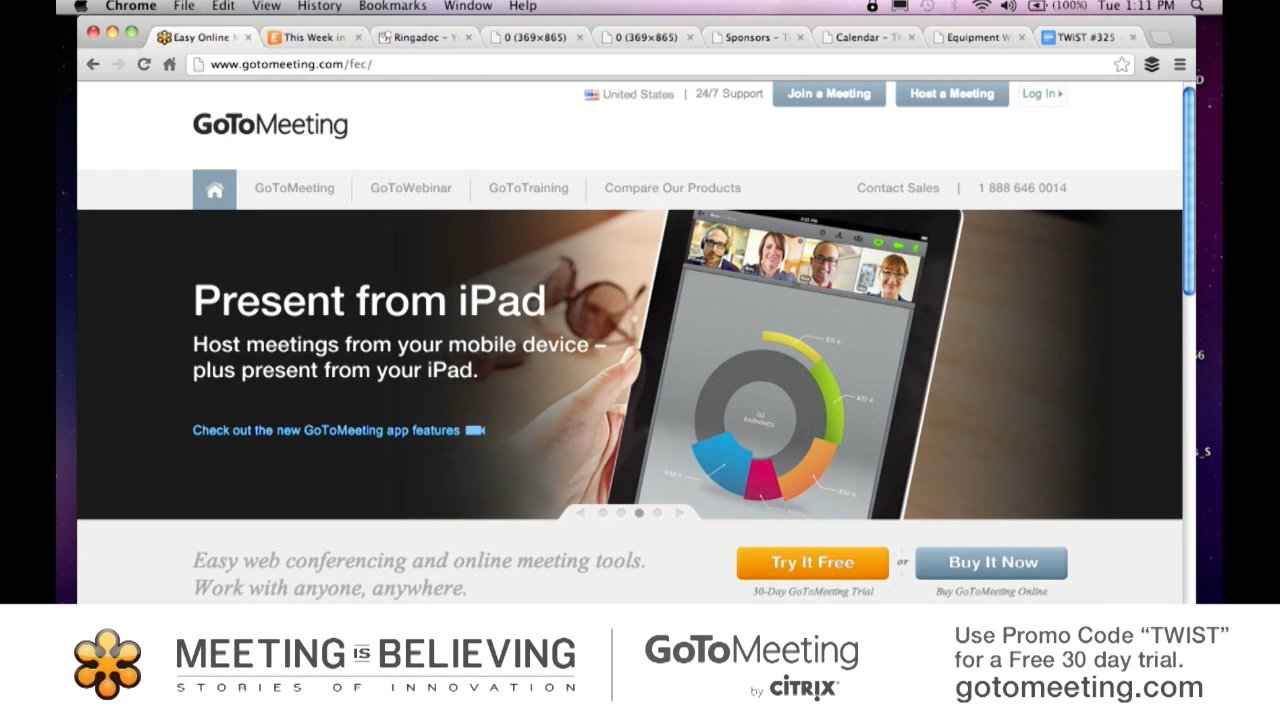 Chrome File Edit View History Bookmarks Window Help (100%) Tue 1:11 PM
Easy Online M This Week in Ringadoc - Y 0 (369×865) 0 (369×865) Sponsors - T Calendar - Th Equipment W TWiST #325 -
www.gotomeeting.com/fec/
United States | 24/7 Support Join a Meeting Host a Meeting Log In
GoToMeeting
GoToMeeting GoToWebinar GoToTraining Compare Our Products Contact Sales | 1 888 646 0014
Present from iPad
Host meetings from your mobile device –
plus present from your iPad.
Check out the new GoToMeeting app features
Q2
EARNINGS
Easy web conferencing and online meeting tools.
Work with anyone, anywhere.
Try It Free or Buy It Now
30-Day GoToMeeting Trial Buy GoToMeeting Online
MEETING IS BELIEVING
STORIES OF INNOVATION
GoToMeeting
by CITRIX
Use Promo Code “TWIST”
for a Free 30 day trial.
gotomeeting.com